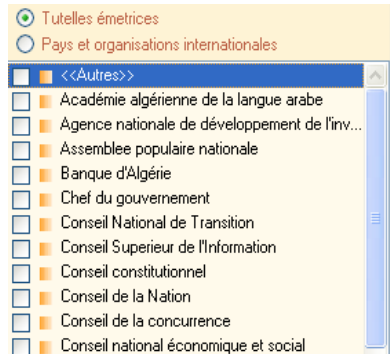 Tutelles émetrices
Pays et organisations internationales
<<Autres>>
Académie algérienne de la langue arabe
Agence nationale de développement de l'inv...
Assemblee populaire nationale
Banque d'Algérie
Chef du gouvernement
Conseil National de Transition
Conseil Superieur de l'Information
Conseil constitutionnel
Conseil de la Nation
Conseil de la concurrence
Conseil national économique et social